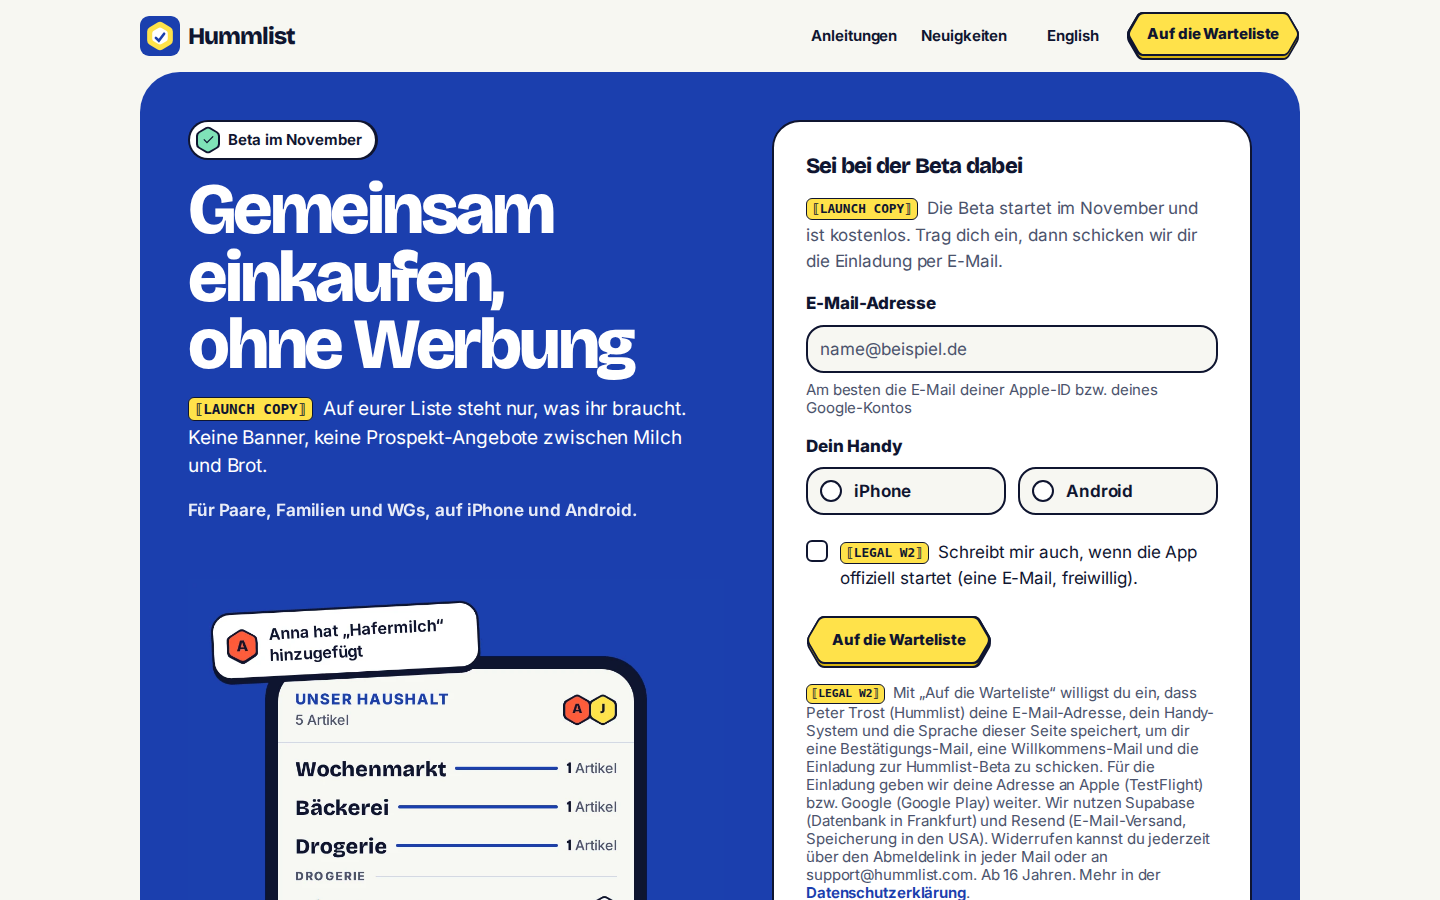 Hummlist
Anleitungen
Neuigkeiten
English
Auf die Warteliste
Beta im November
Gemeinsam
einkaufen,
ohne Werbung
⟦LAUNCH COPY⟧ Auf eurer Liste steht nur, was ihr braucht.
Keine Banner, keine Prospekt-Angebote zwischen Milch
und Brot.
Für Paare, Familien und WGs, auf iPhone und Android.
A
Anna hat „Hafermilch“
hinzugefügt
UNSER HAUSHALT
5 Artikel
A
J
Wochenmarkt
1 Artikel
Bäckerei
1 Artikel
Drogerie
1 Artikel
DROGERIE
Sei bei der Beta dabei
⟦LAUNCH COPY⟧ Die Beta startet im November und
ist kostenlos. Trag dich ein, dann schicken wir dir
die Einladung per E-Mail.
E-Mail-Adresse
name@beispiel.de
Am besten die E-Mail deiner Apple-ID bzw. deines
Google-Kontos
Dein Handy
iPhone
Android
⟦LEGAL W2⟧ Schreibt mir auch, wenn die App
offiziell startet (eine E-Mail, freiwillig).
Auf die Warteliste
⟦LEGAL W2⟧ Mit „Auf die Warteliste“ willigst du ein, dass
Peter Trost (Hummlist) deine E-Mail-Adresse, dein Handy-
System und die Sprache dieser Seite speichert, um dir
eine Bestätigungs-Mail, eine Willkommens-Mail und die
Einladung zur Hummlist-Beta zu schicken. Für die
Einladung geben wir deine Adresse an Apple (TestFlight)
bzw. Google (Google Play) weiter. Wir nutzen Supabase
(Datenbank in Frankfurt) und Resend (E-Mail-Versand,
Speicherung in den USA). Widerrufen kannst du jederzeit
über den Abmeldelink in jeder Mail oder an
support@hummlist.com. Ab 16 Jahren. Mehr in der
Datenschutzerklärung.